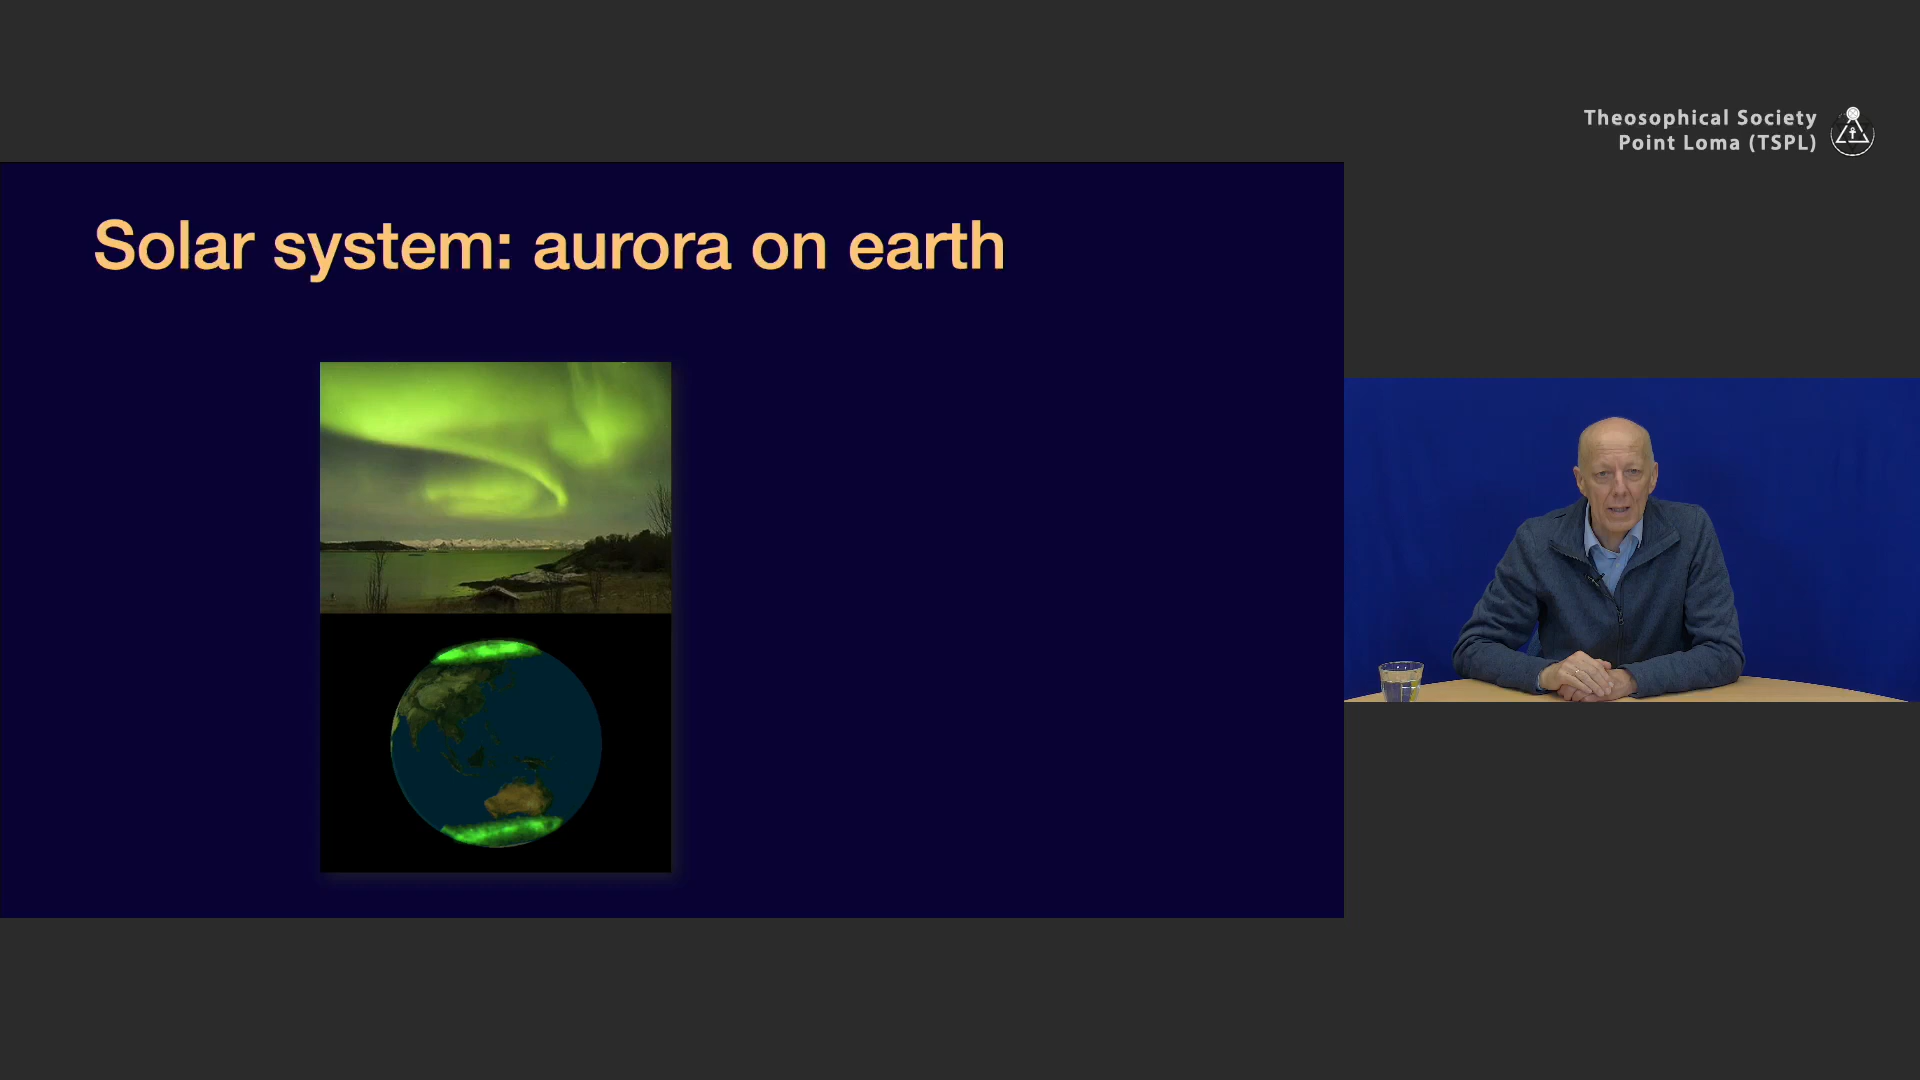 Theosophical Society
Point Loma (TSPL)
Solar system: aurora on earth